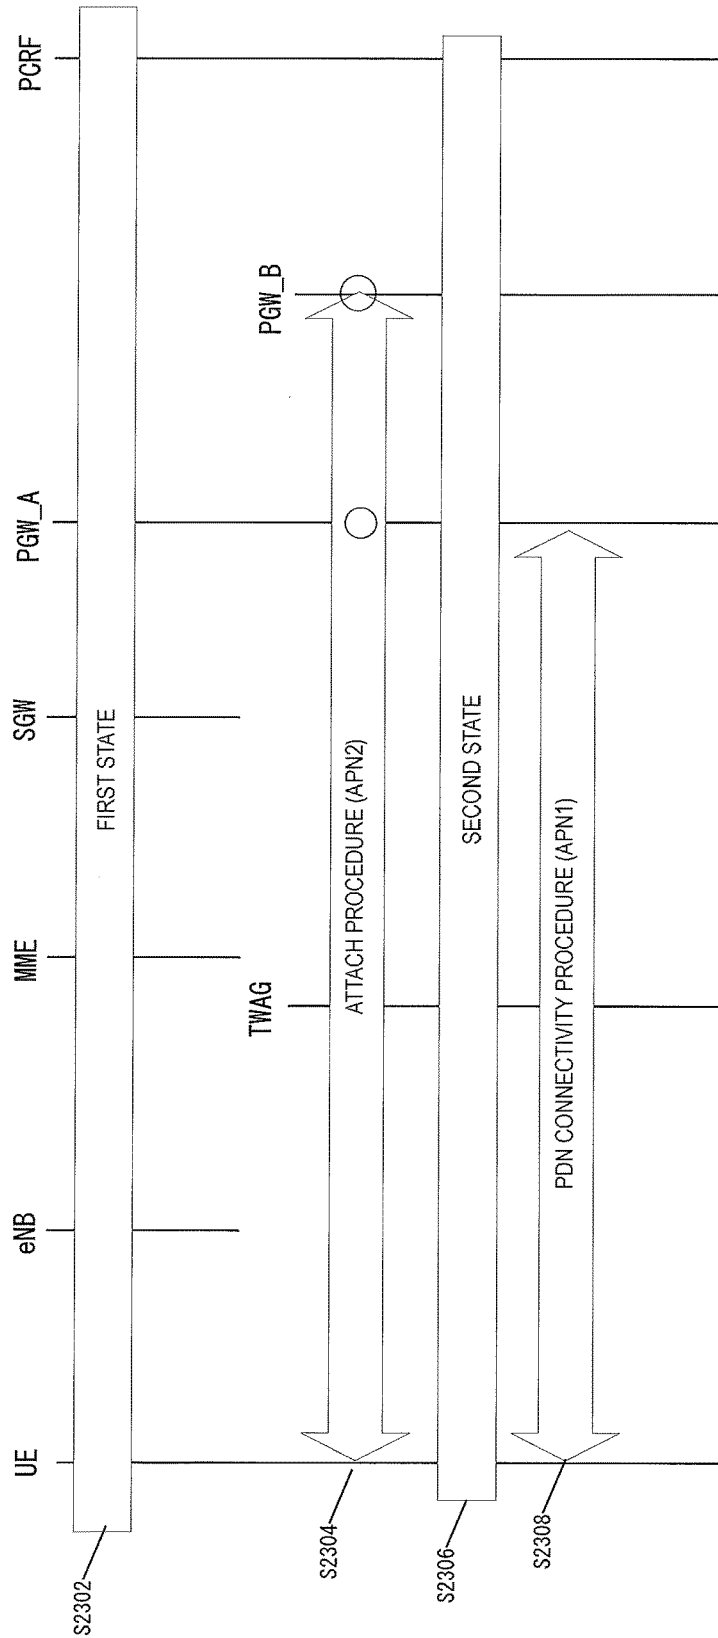 UE
eNB
MME
SGW
PGW_A
PCRF
S2302
FIRST STATE
TWAG
PGW_B
S2304
ATTACH PROCEDURE (APN2)
S2306
SECOND STATE
S2308
PDN CONNECTIVITY PROCEDURE (APN1)